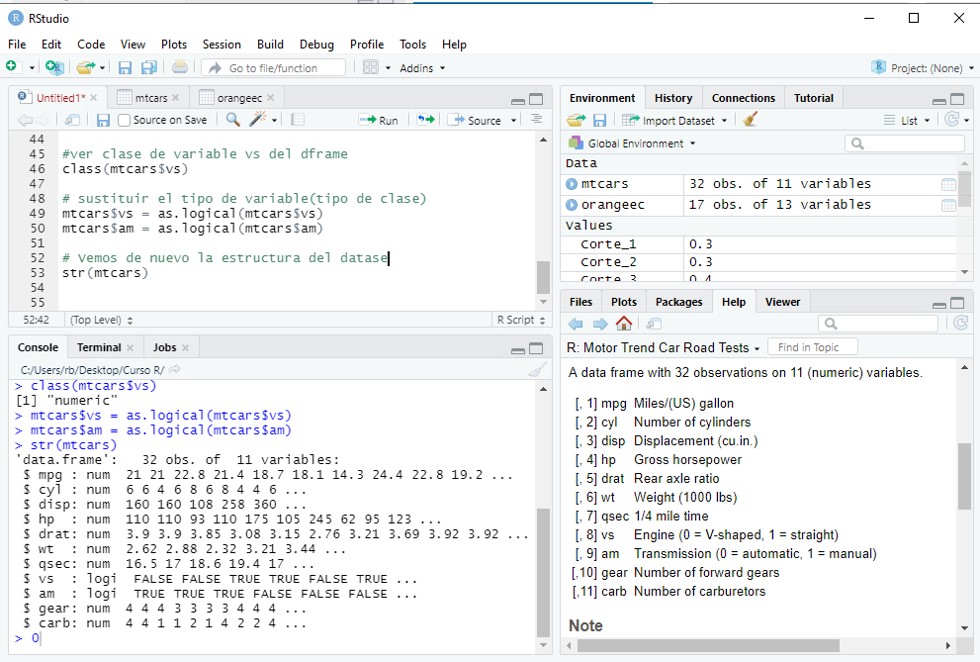 RStudio
File Edit Code View Plots Session Build Debug Profile Tools Help
Go to file/function Addins Project: (None)
Untitled1* mtcars orangeec
Source on Save Run Source
44
45 #ver clase de variable vs del dframe
46 class(mtcars$vs)
47
48 # sustituir el tipo de variable(tipo de clase)
49 mtcars$vs = as.logical(mtcars$vs)
50 mtcars$am = as.logical(mtcars$am)
51
52 # Vemos de nuevo la estructura del datase
53 str(mtcars)
54
55
52:42 (Top Level) R Script
Console Terminal Jobs
C:/Users/rb/Desktop/Curso R/
> class(mtcars$vs)
[1] "numeric"
> mtcars$vs = as.logical(mtcars$vs)
> mtcars$am = as.logical(mtcars$am)
> str(mtcars)
'data.frame': 32 obs. of 11 variables:
$ mpg : num 21 21 22.8 21.4 18.7 18.1 14.3 24.4 22.8 19.2 ...
$ cyl : num 6 6 4 6 8 6 8 4 4 6 ...
$ disp: num 160 160 108 258 360 ...
$ hp : num 110 110 93 110 175 105 245 62 95 123 ...
$ drat: num 3.9 3.9 3.85 3.08 3.15 2.76 3.21 3.69 3.92 3.92 ...
$ wt : num 2.62 2.88 2.32 3.21 3.44 ...
$ qsec: num 16.5 17 18.6 19.4 17 ...
$ vs : logi FALSE FALSE TRUE TRUE FALSE TRUE ...
$ am : logi TRUE TRUE TRUE FALSE FALSE FALSE ...
$ gear: num 4 4 4 3 3 3 3 4 4 4 ...
$ carb: num 4 4 1 1 2 1 4 2 2 4 ...
> 0
Environment History Connections Tutorial
Import Dataset List
Global Environment
Data
mtcars 32 obs. of 11 variables
orangeec 17 obs. of 13 variables
Values
Corte_1 0.3
Corte_2 0.3
Corte_3 0.4
Files Plots Packages Help Viewer
R: Motor Trend Car Road Tests Find in Topic
A data frame with 32 observations on 11 (numeric) variables.
[, 1] mpg Miles/(US) gallon
[, 2] cyl Number of cylinders
[, 3] disp Displacement (cu.in.)
[, 4] hp Gross horsepower
[, 5] drat Rear axle ratio
[, 6] wt Weight (1000 lbs)
[, 7] qsec 1/4 mile time
[, 8] vs Engine (0 = V-shaped, 1 = straight)
[, 9] am Transmission (0 = automatic, 1 = manual)
[,10] gear Number of forward gears
[,11] carb Number of carburetors
Note